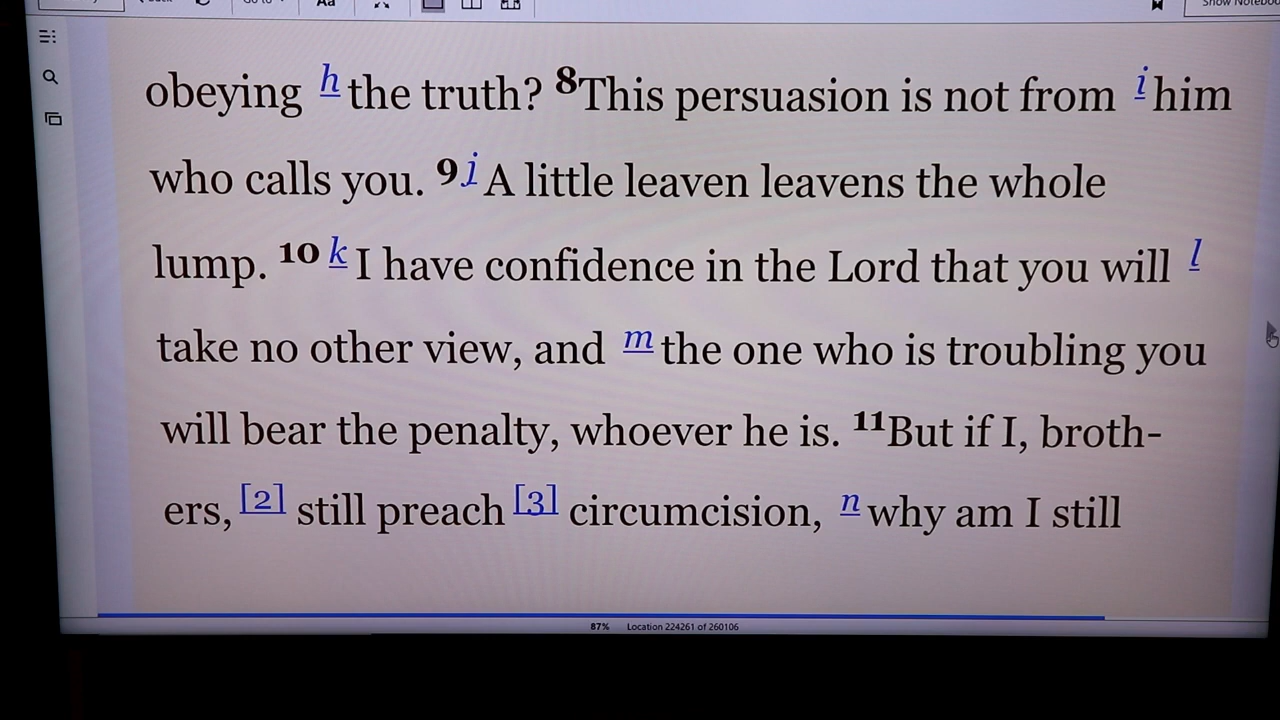 Aa
Show Notebook
obeying h the truth? 8This persuasion is not from i him
who calls you. 9 j A little leaven leavens the whole
lump. 10 k I have confidence in the Lord that you will l
take no other view, and m the one who is troubling you
will bear the penalty, whoever he is. 11But if I, broth-
ers, [2] still preach [3] circumcision, n why am I still
87% Location 224261 of 260106